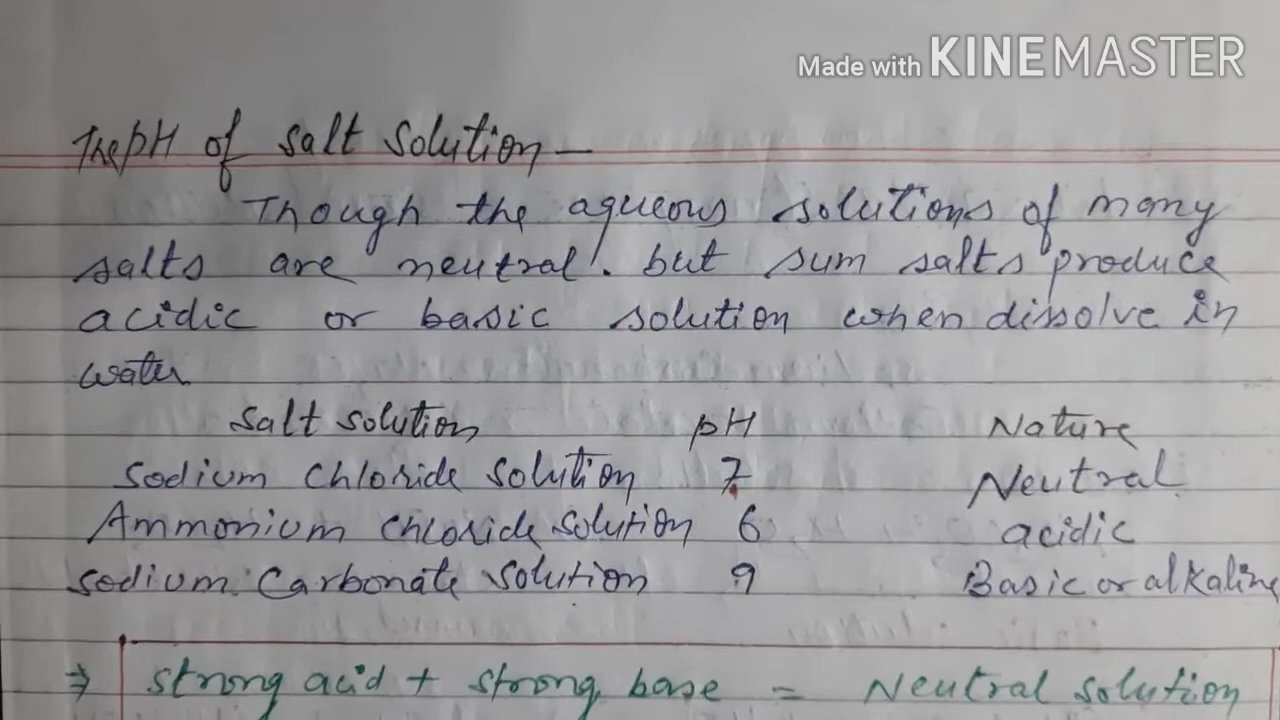 Made with KINEMASTER
The pH of salt solution —
Though the aqueous solutions of many
salts are neutral. but sum salts produce
acidic or basic solution when dissolve in
water
Salt solution pH Nature
Sodium Chloride solution 7 Neutral
Ammonium chloride solution 6 acidic
sodium Carbonate solution 9 Basic or alkaline
⇒ strong acid + strong base = Neutral solution